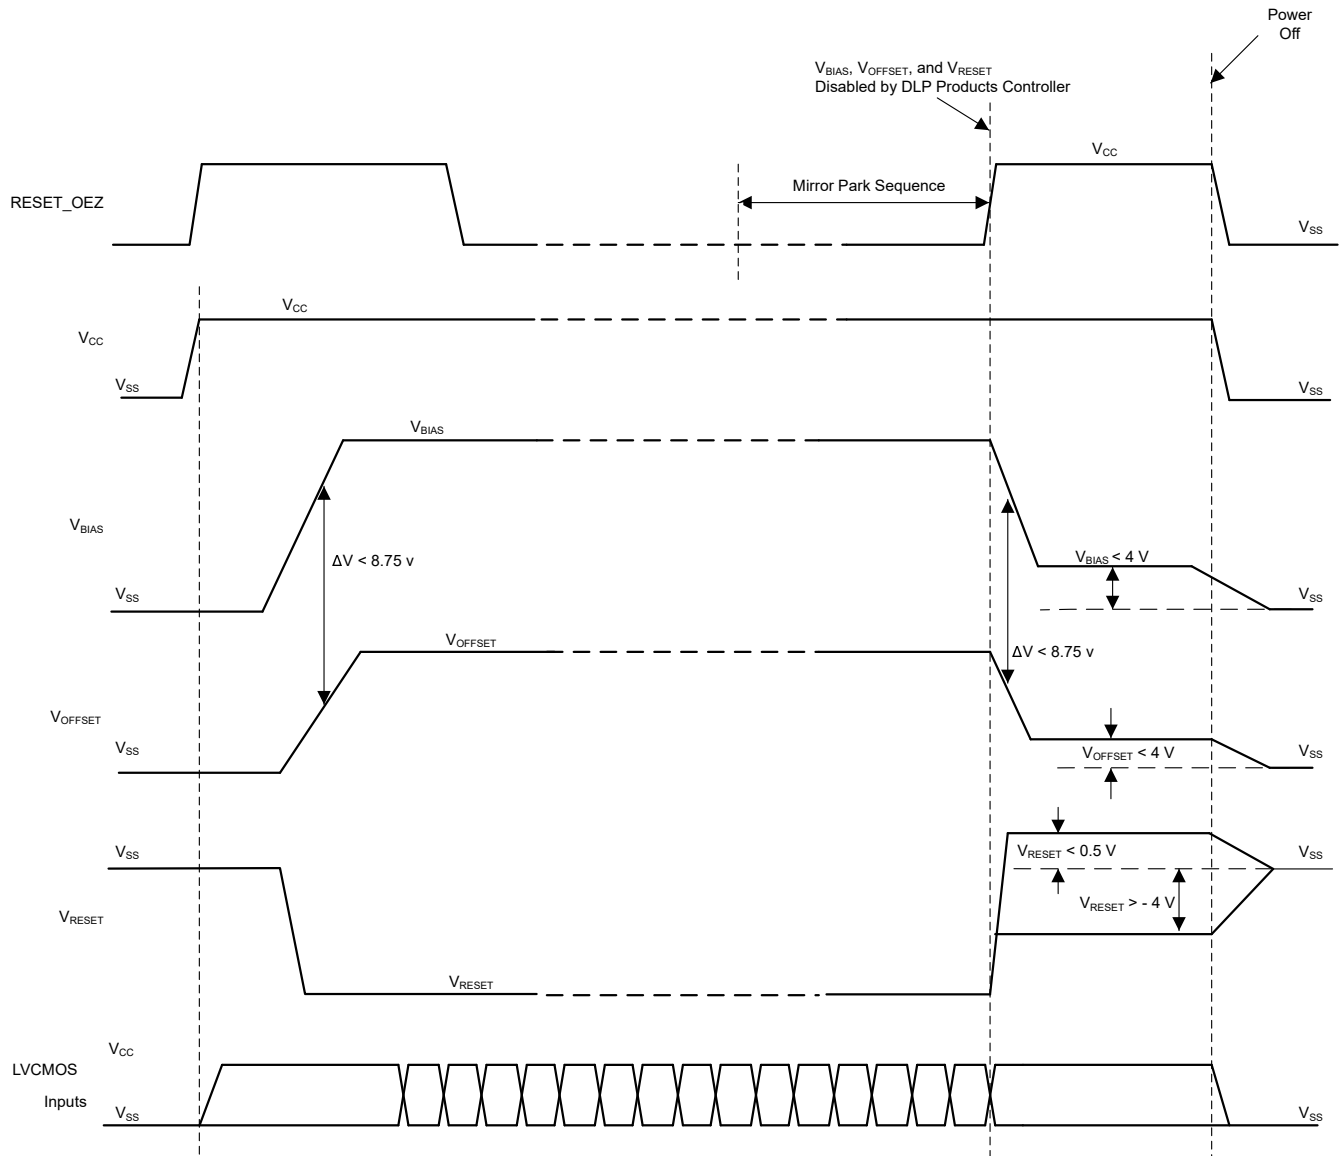 Power
Off
VBIAS, VOFFSET, and VRESET
Disabled by DLP Products Controller
VCC
RESET_OEZ
Mirror Park Sequence
VSS
VCC
VCC
VSS
VBIAS
VBIAS
ΔV < 8.75 v
VBIAS < 4 V
VSS
VSS
VOFFSET
ΔV < 8.75 v
VOFFSET
VSS
VOFFSET < 4 V
VSS
VSS
VRESET < 0.5 V
VSS
VRESET > - 4 V
VRESET
VRESET
VCC
LVCMOS
Inputs
VSS
VSS